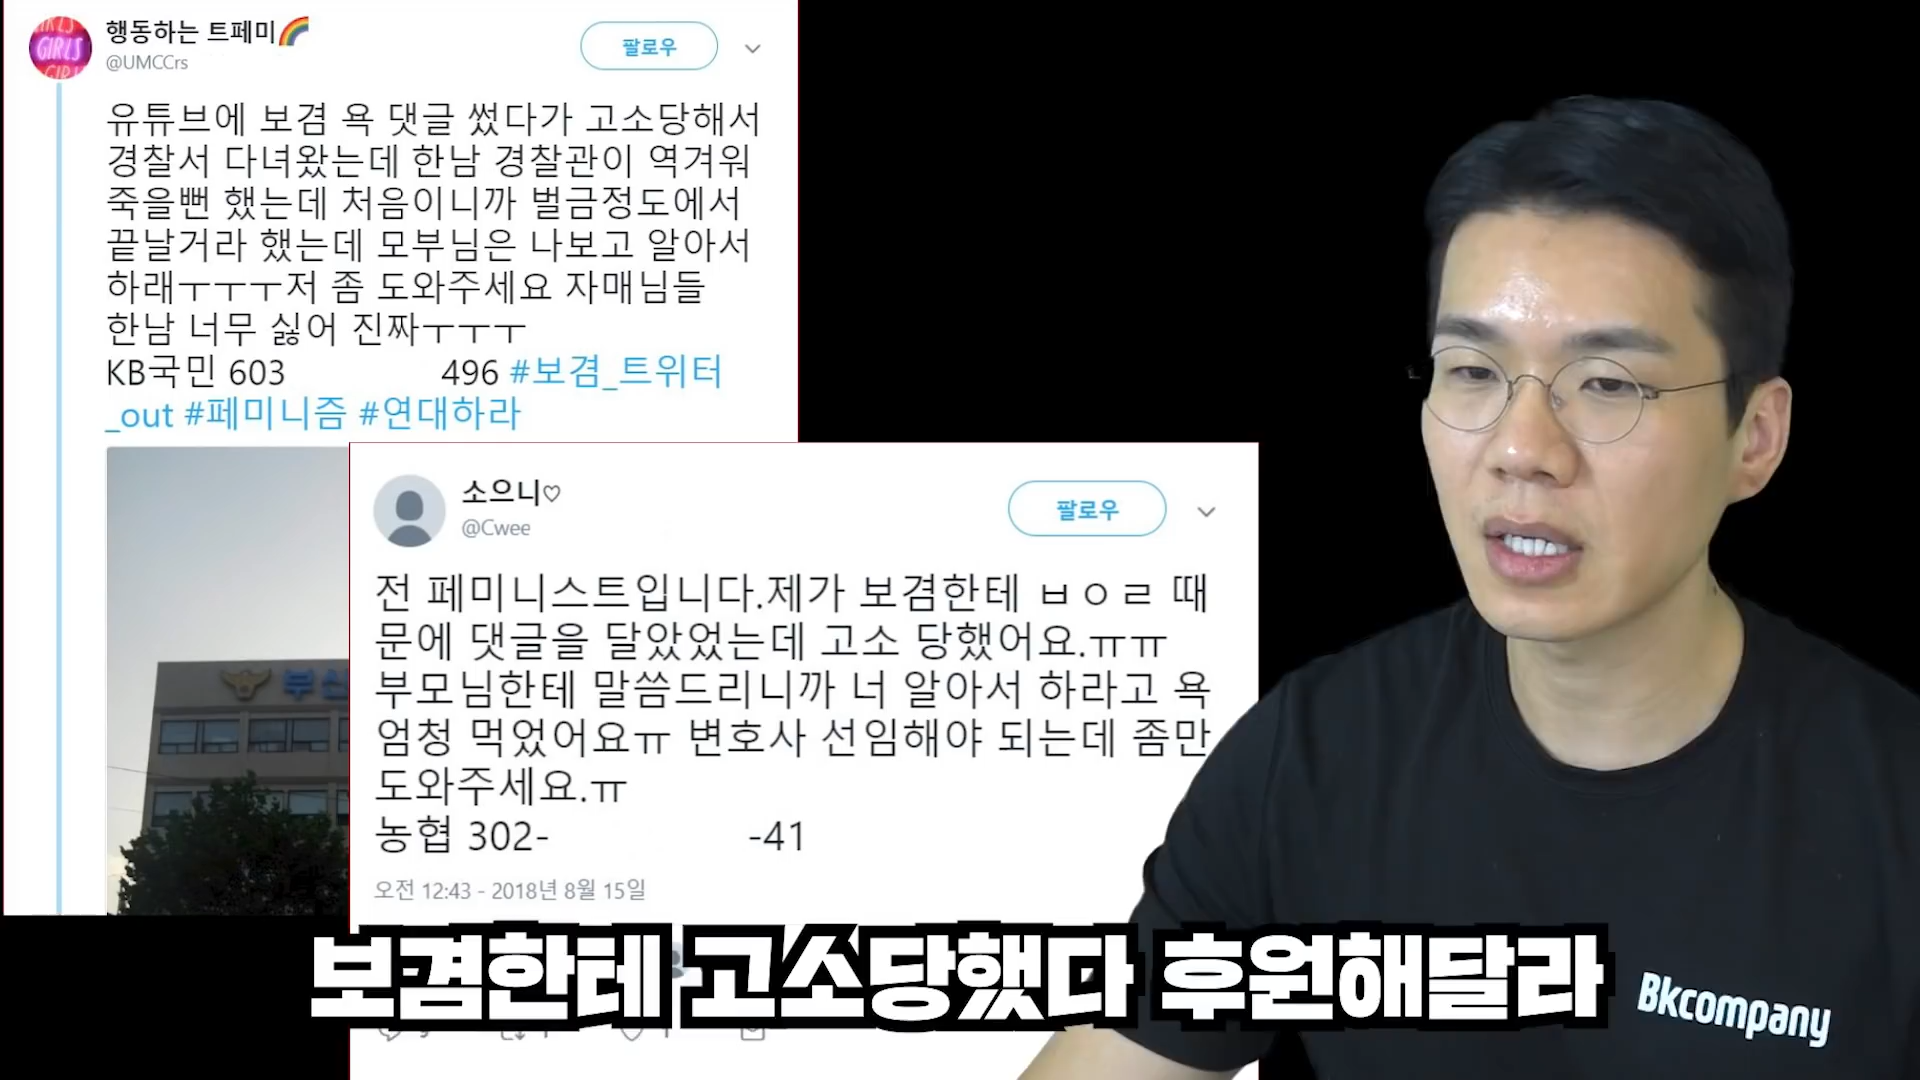 행동하는 트페미🌈
@UMCCrs
팔로우
유튜브에 보겸 욕 댓글 썼다가 고소당해서
경찰서 다녀왔는데 한남 경찰관이 역겨워
죽을뻔 했는데 처음이니까 벌금정도에서
끝날거라 했는데 모부님은 나보고 알아서
하래ㅜㅜㅜ저 좀 도와주세요 자매님들
한남 너무 싫어 진짜ㅜㅜㅜ
KB국민 603 496 #보겸_트위터
_out #페미니즘 #연대하라
GIRLS
부산
소으니♡
@Cwee
팔로우
전 페미니스트입니다.제가 보겸한테 ㅂㅇㄹ 때
문에 댓글을 달았었는데 고소 당했어요.ㅠㅠ
부모님한테 말씀드리니까 너 알아서 하라고 욕
엄청 먹었어요ㅠ 변호사 선임해야 되는데 좀만
도와주세요.ㅠ
농협 302- -41
오전 12:43 - 2018년 8월 15일
보겸한테 고소당했다 후원해달라
Bkcompany